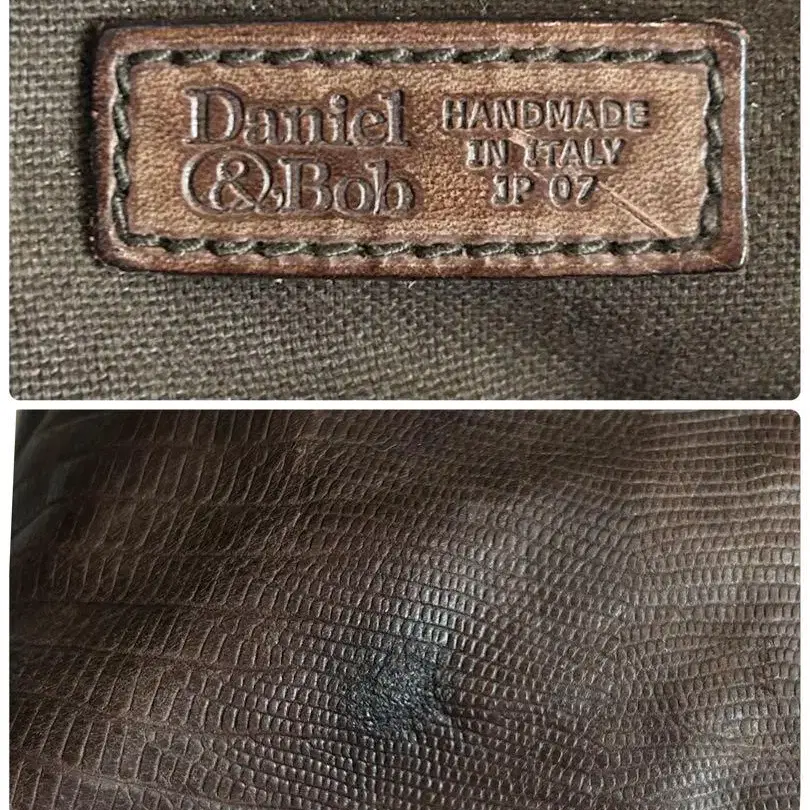 Daniel
& Bob
HANDMADE
IN ITALY
JP 07